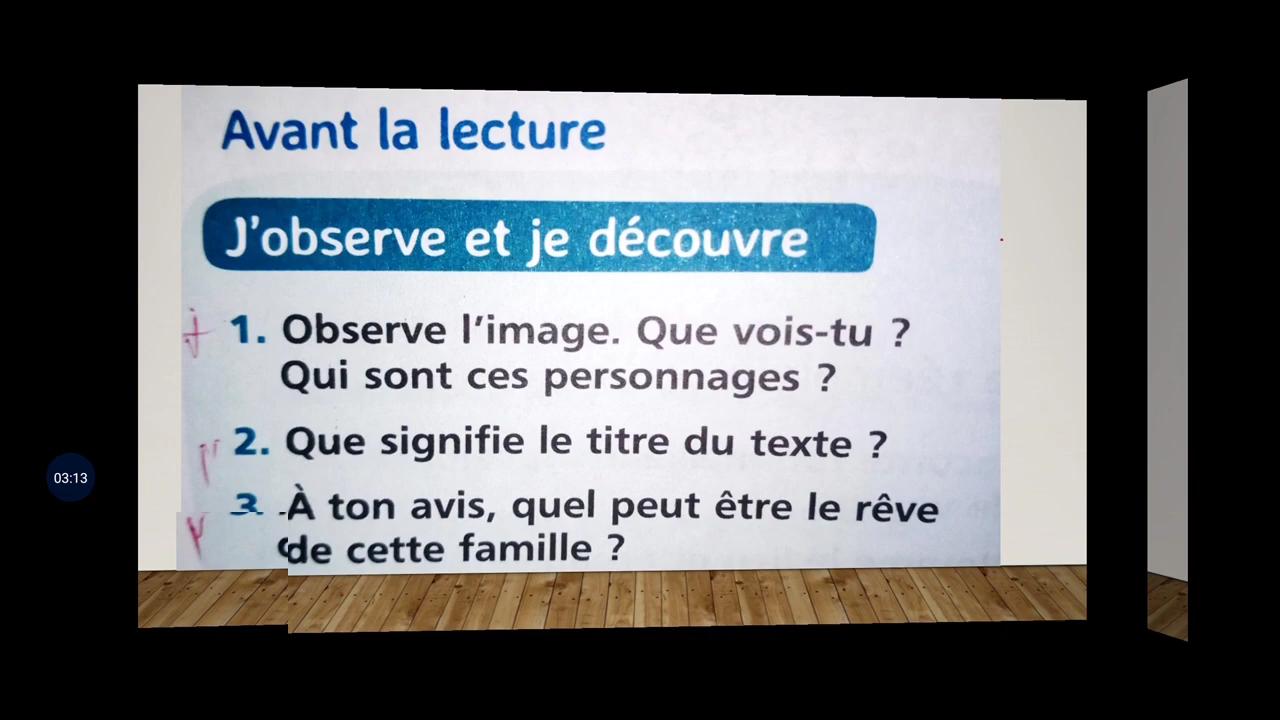 Avant la lecture
J'observe et je découvre
1. Observe l'image. Que vois-tu ?
Qui sont ces personnages ?
2. Que signifie le titre du texte ?
3. À ton avis, quel peut être le rêve
de cette famille ?
03:13